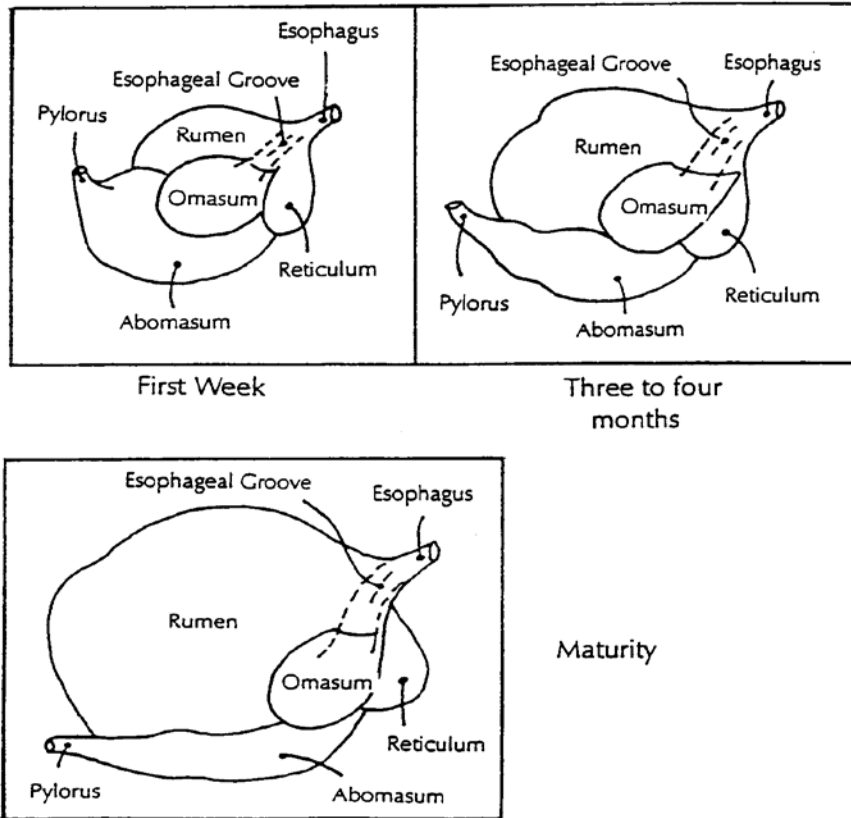 Esophagus
Esophageal Groove
Pylorus
Rumen
Omasum
Reticulum
Abomasum
First Week
Esophageal Groove
Esophagus
Rumen
Omasum
Pylorus
Reticulum
Abomasum
Three to four
months
Esophageal Groove
Esophagus
Rumen
Omasum
Reticulum
Pylorus
Abomasum
Maturity